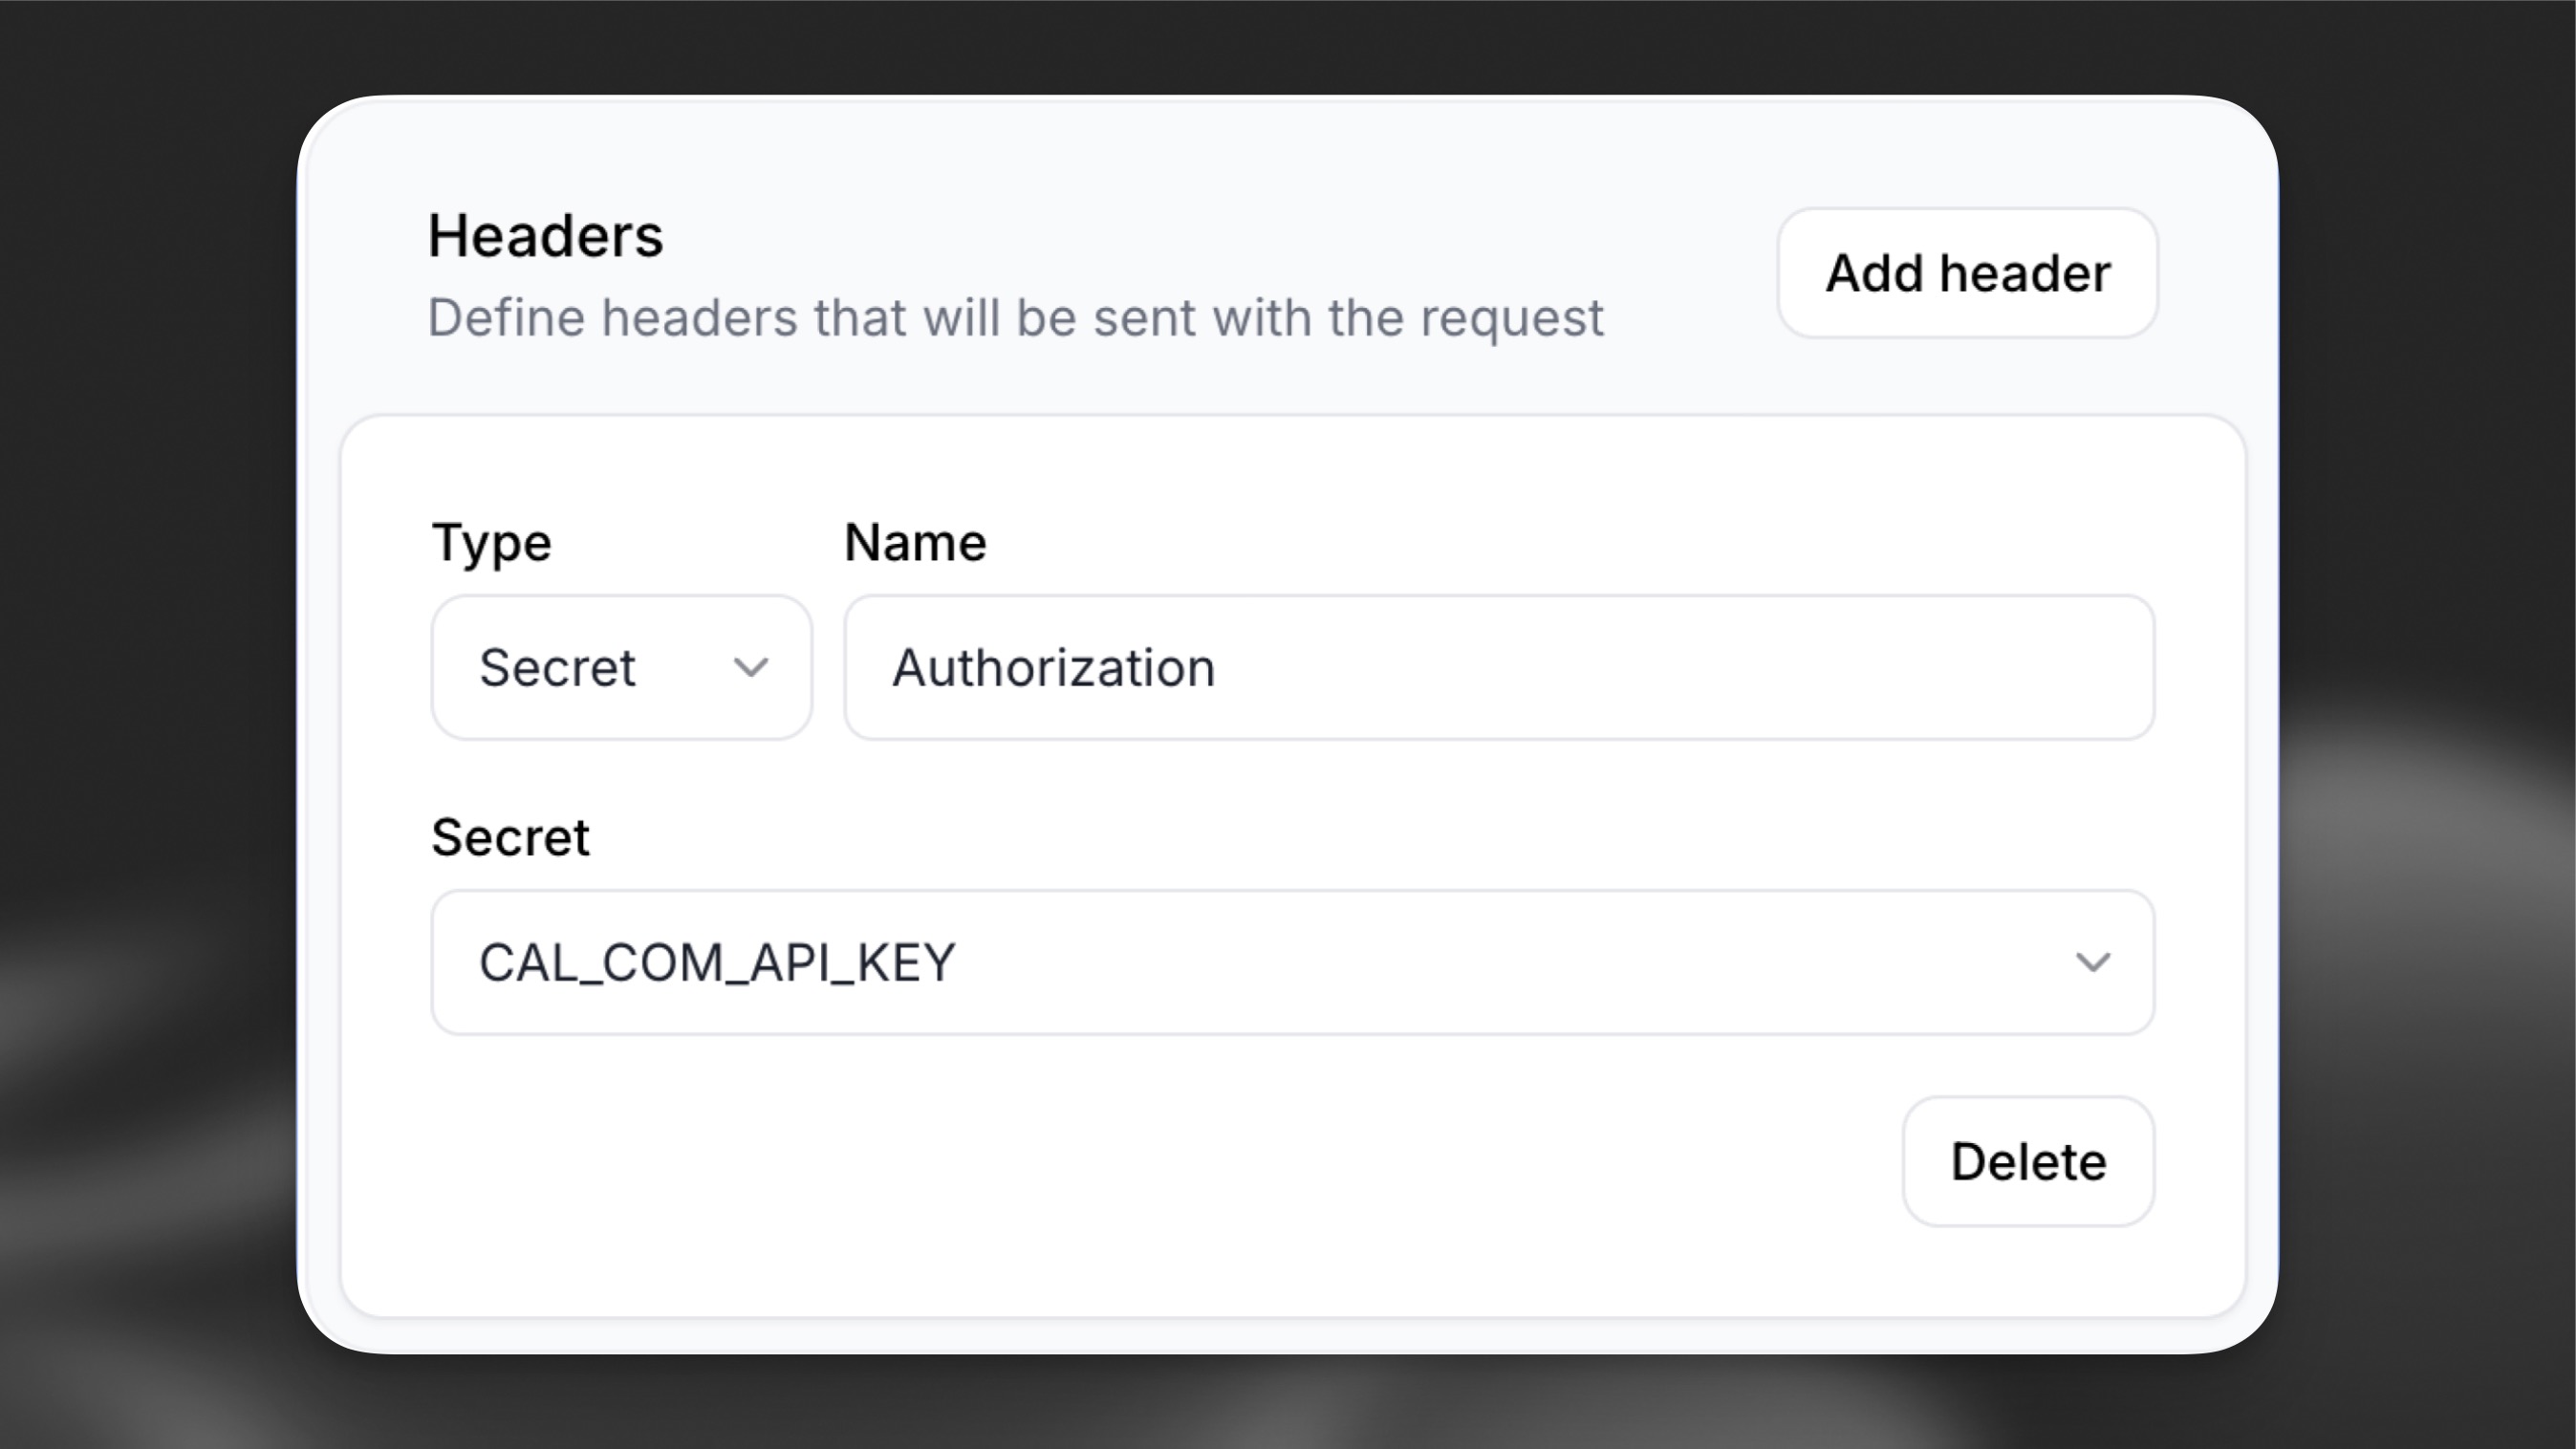 Headers
Add header
Define headers that will be sent with the request
Type
Name
Secret
Authorization
Secret
CAL_COM_API_KEY
Delete